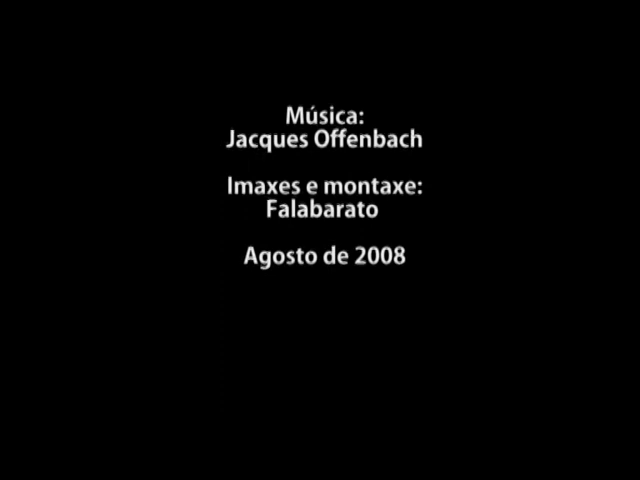 Música:
Jacques Offenbach
Imaxes e montaxe:
Falabarato
Agosto de 2008